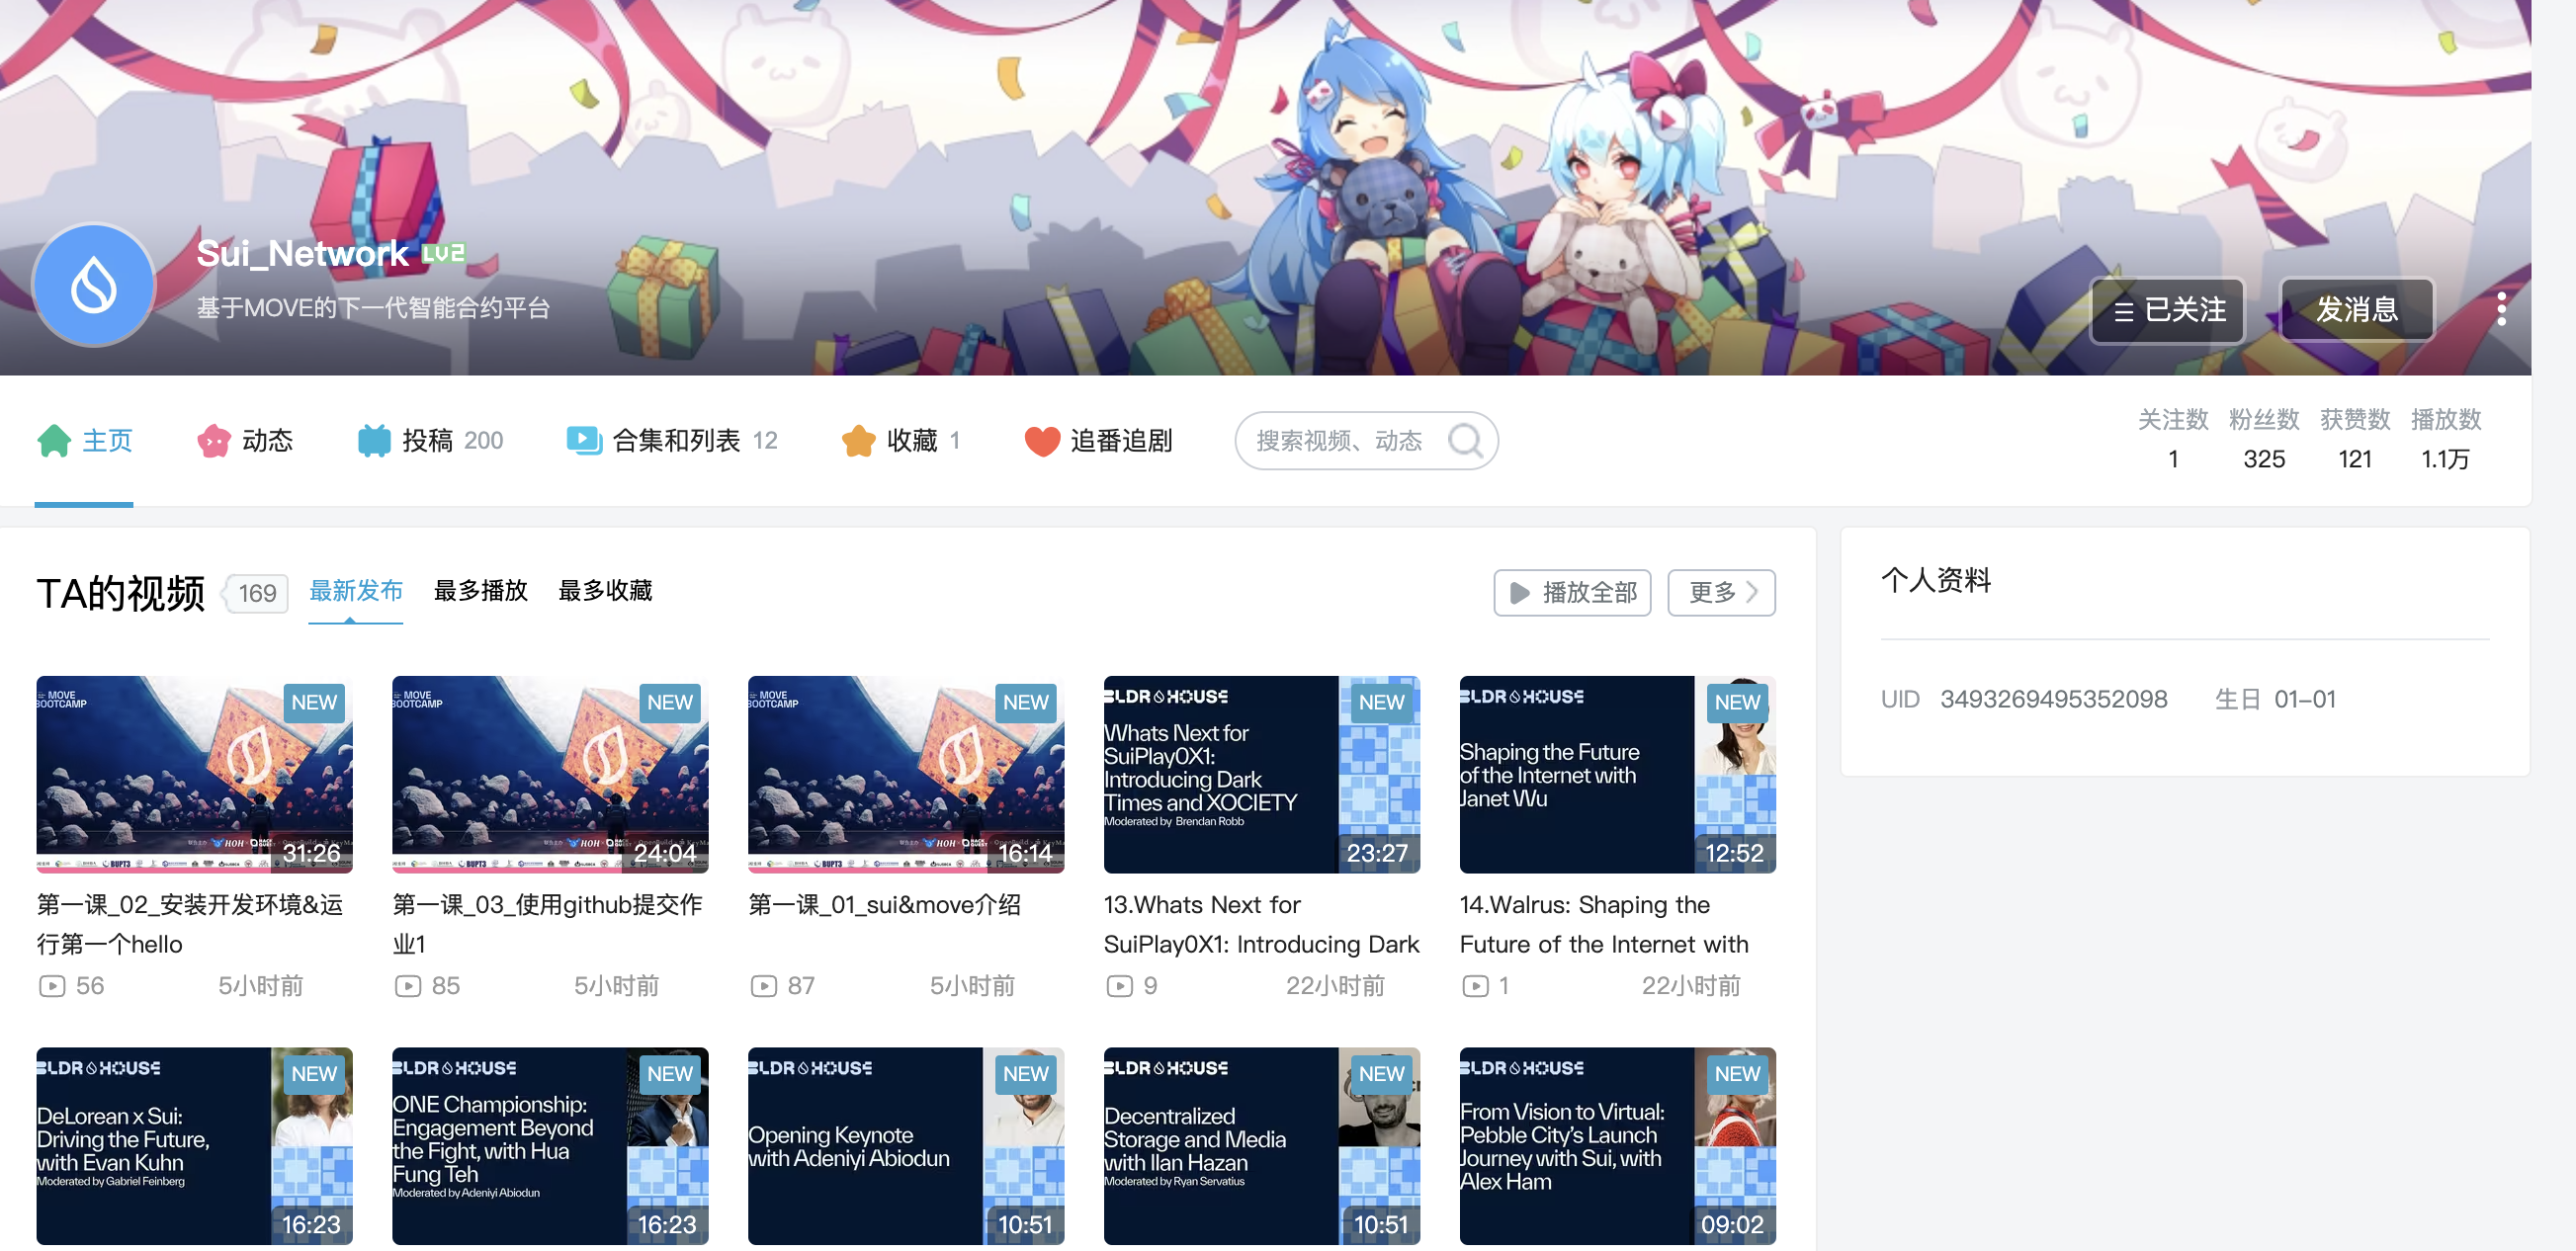 Sui_Network LV2
基于MOVE的下一代智能合约平台
已关注
发消息
主页
动态
投稿 200
合集和列表 12
收藏 1
追番追剧
搜索视频、动态
关注数 粉丝数 获赞数 播放数
1 325 121 1.1万
TA的视频 169 最新发布 最多播放 最多收藏
播放全部
更多
个人资料
UID 3493269495352098 生日 01-01
MOVE
BOOTCAMP
NEW
HOH
BUPT3
31:26
第一课_02_安装开发环境&运
行第一个hello
56 5小时前
MOVE
BOOTCAMP
NEW
HOH
BUPT3
24:04
第一课_03_使用github提交作
业1
85 5小时前
MOVE
BOOTCAMP
NEW
HOH
BUPT3
16:14
第一课_01_sui&move介绍
87 5小时前
BLDR HOUSE
NEW
Whats Next for
SuiPlay0X1:
Introducing Dark
Times and XOCIETY
Moderated by Brendan Robb
23:27
13.Whats Next for
SuiPlay0X1: Introducing Dark
9 22小时前
BLDR HOUSE
NEW
Shaping the Future
of the Internet with
Janet Wu
12:52
14.Walrus: Shaping the
Future of the Internet with
1 22小时前
BLDR HOUSE
NEW
DeLorean x Sui:
Driving the Future,
with Evan Kuhn
Moderated by Gabriel Feinberg
16:23
BLDR HOUSE
NEW
ONE Championship:
Engagement Beyond
the Fight, with Hua
Fung Teh
Moderated by Adeniyi Abiodun
16:23
BLDR HOUSE
NEW
Opening Keynote
with Adeniyi Abiodun
10:51
BLDR HOUSE
NEW
Decentralized
Storage and Media
with Ilan Hazan
Moderated by Ryan Servatius
10:51
BLDR HOUSE
NEW
From Vision to Virtual:
Pebble City's Launch
Journey with Sui, with
Alex Ham
09:02